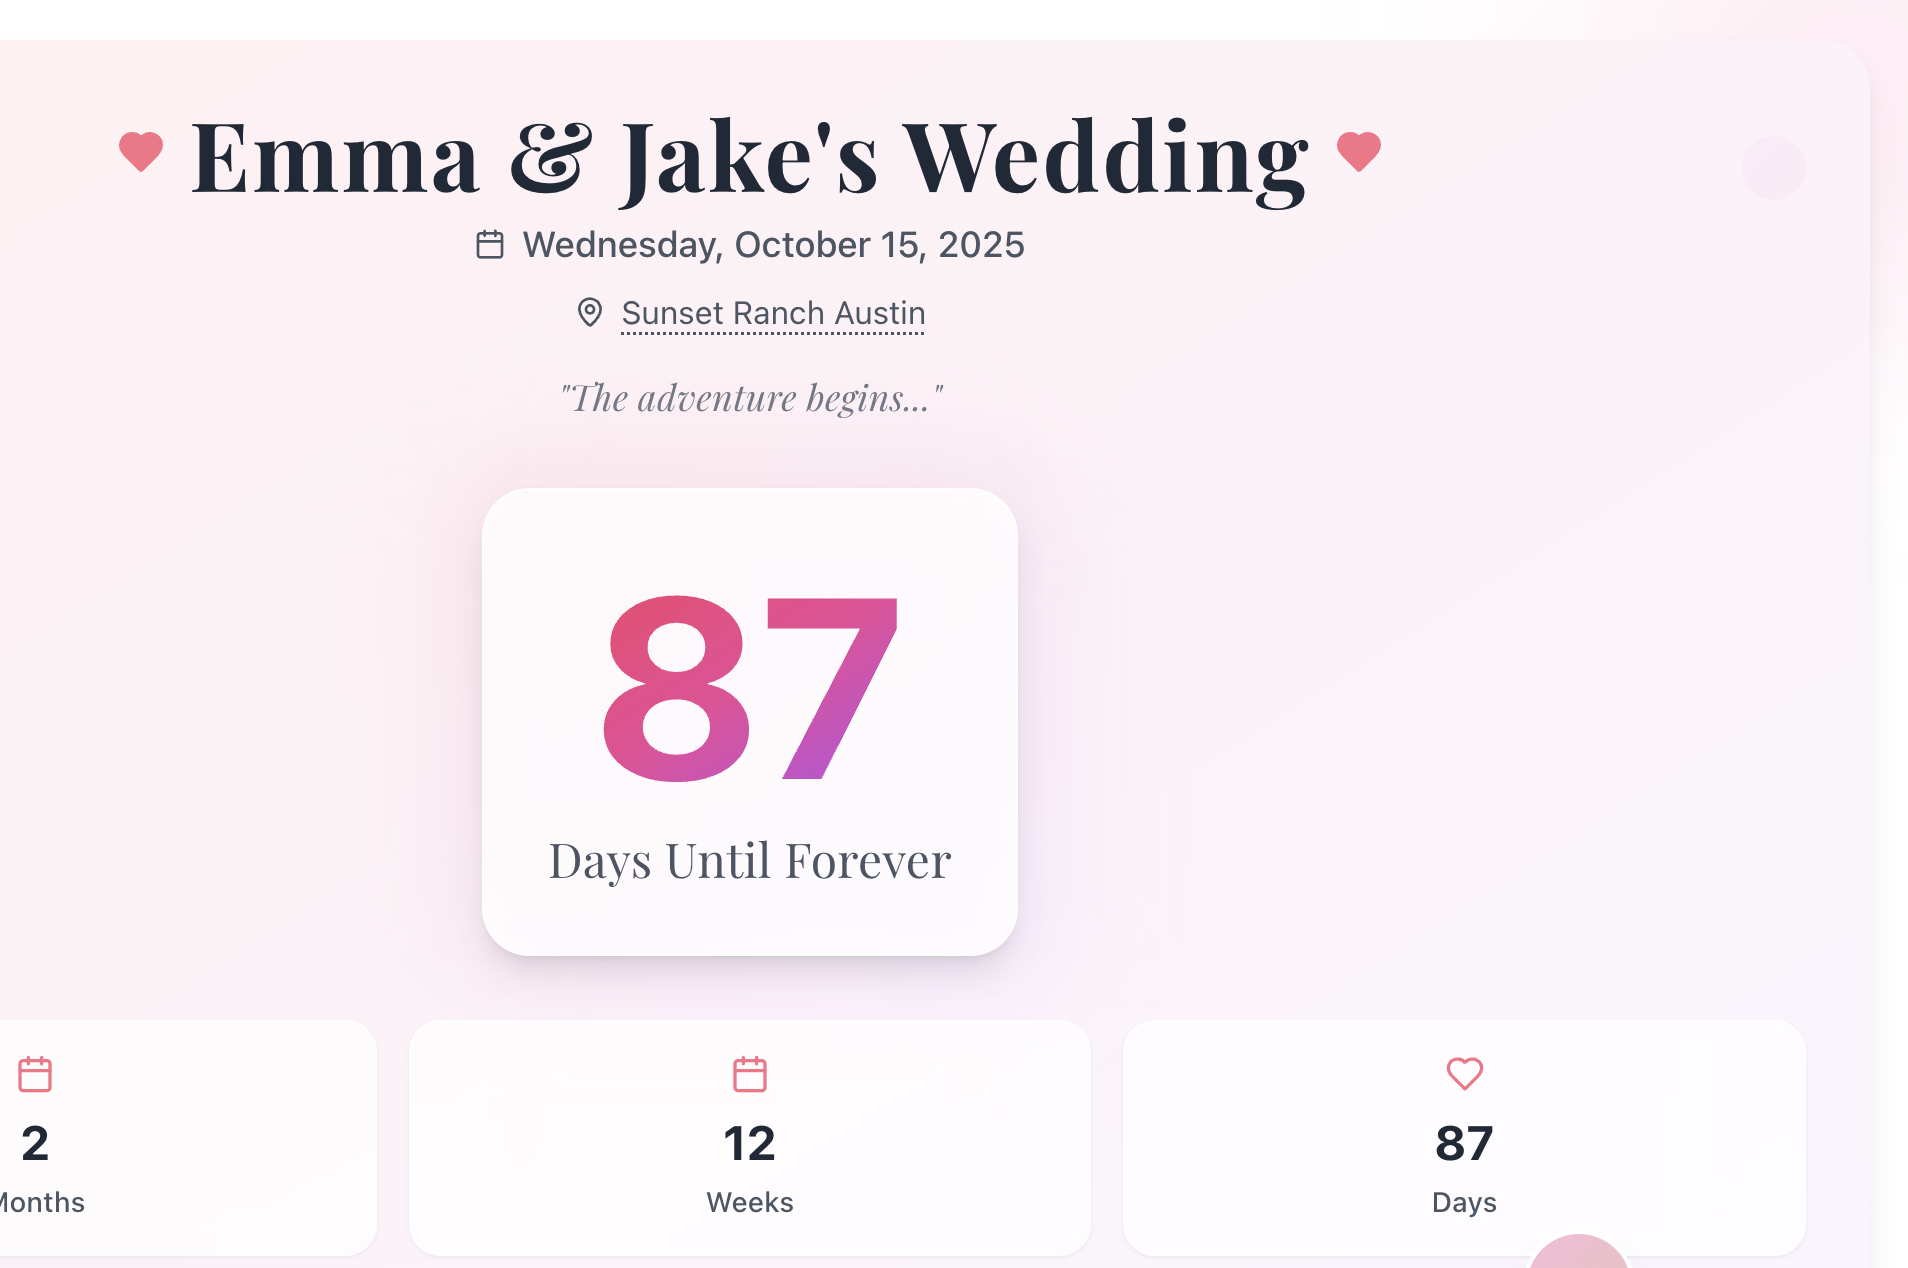 Emma & Jake's Wedding
Wednesday, October 15, 2025
Sunset Ranch Austin
"The adventure begins..."
87
Days Until Forever
2
Months
12
Weeks
87
Days